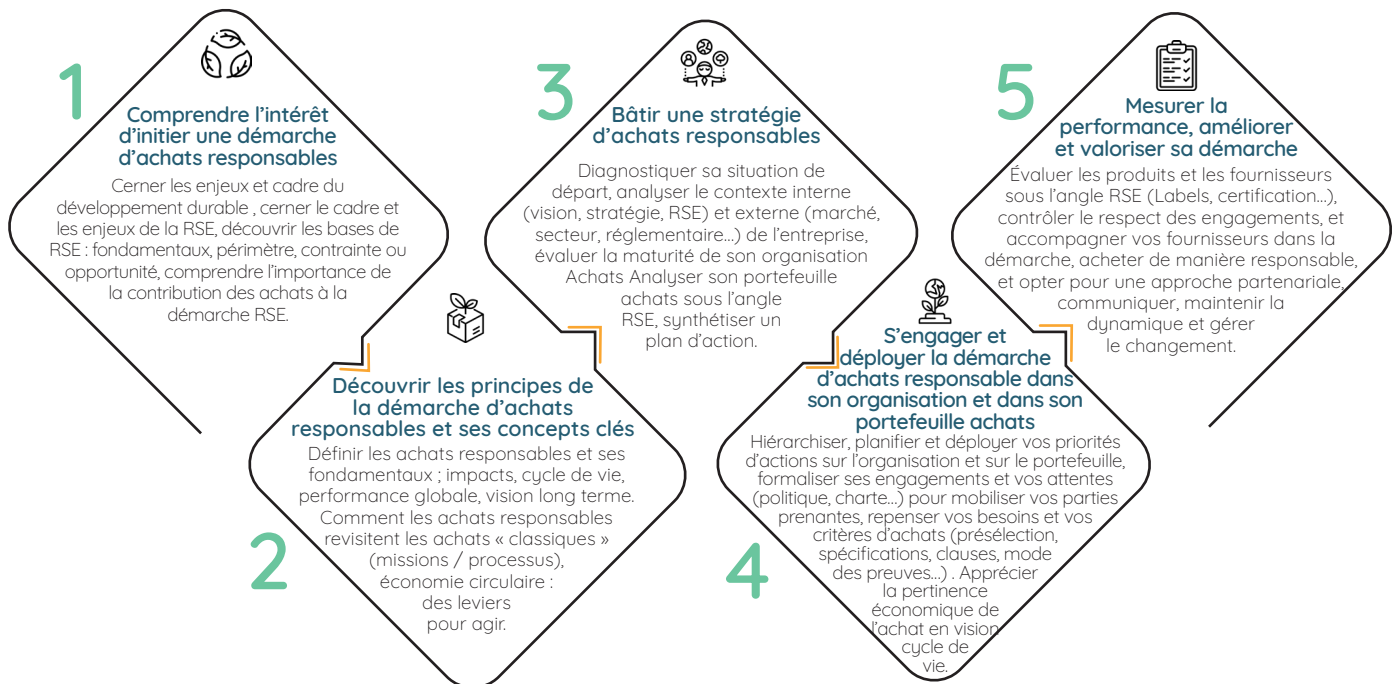 1
Comprendre l'intérêt
d'initier une démarche
d'achats responsables
Cerner les enjeux et cadre du
développement durable , cerner le cadre et
les enjeux de la RSE, découvrir les bases de
RSE : fondamentaux, périmètre, contrainte ou
opportunité, comprendre l'importance de
la contribution des achats à la
démarche RSE.
2
Découvrir les principes de
la démarche d'achats
responsables et ses concepts clés
Définir les achats responsables et ses
fondamentaux ; impacts, cycle de vie,
performance globale, vision long terme.
Comment les achats responsables
revisitent les achats « classiques »
(missions / processus),
économie circulaire :
des leviers
pour agir.
3
Bâtir une stratégie
d'achats responsables
Diagnostiquer sa situation de
départ, analyser le contexte interne
(vision, stratégie, RSE) et externe (marché,
secteur, réglementaire...) de l'entreprise,
évaluer la maturité de son organisation
Achats Analyser son portefeuille
achats sous l'angle
RSE, synthétiser un
plan d'action.
4
S'engager et
déployer la démarche
d'achats responsable dans
son organisation et dans son
portefeuille achats
Hiérarchiser, planifier et déployer vos priorités
d'actions sur l'organisation et sur le portefeuille,
formaliser ses engagements et vos attentes
(politique, charte...) pour mobiliser vos parties
prenantes, repenser vos besoins et vos
critères d'achats (présélection,
spécifications, clauses, mode
des preuves...) . Apprécier
la pertinence
économique de
l'achat en vision
cycle de
vie.
5
Mesurer la
performance, améliorer
et valoriser sa démarche
Évaluer les produits et les fournisseurs
sous l'angle RSE (Labels, certification...),
contrôler le respect des engagements, et
accompagner vos fournisseurs dans la
démarche, acheter de manière responsable,
et opter pour une approche partenariale,
communiquer, maintenir la
dynamique et gérer
le changement.